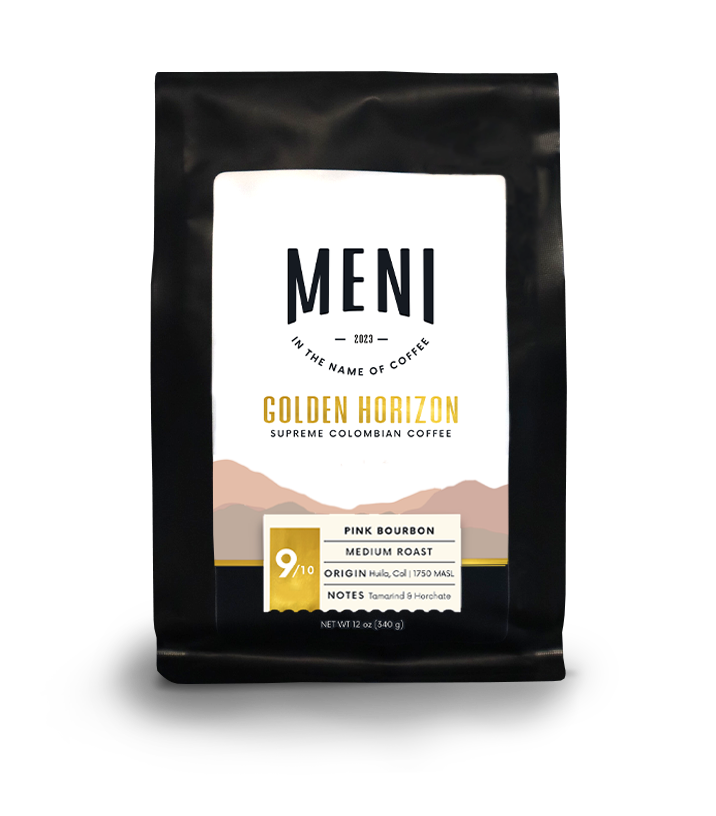 MENI
— 2023 —
IN THE NAME OF COFFEE
GOLDEN HORIZON
SUPREME COLOMBIAN COFFEE
9/10
PINK BOURBON
MEDIUM ROAST
ORIGIN Huila, Col | 1750 MASL
NOTES Tamarind & Horchate
NET WT 12 oz (340 g)